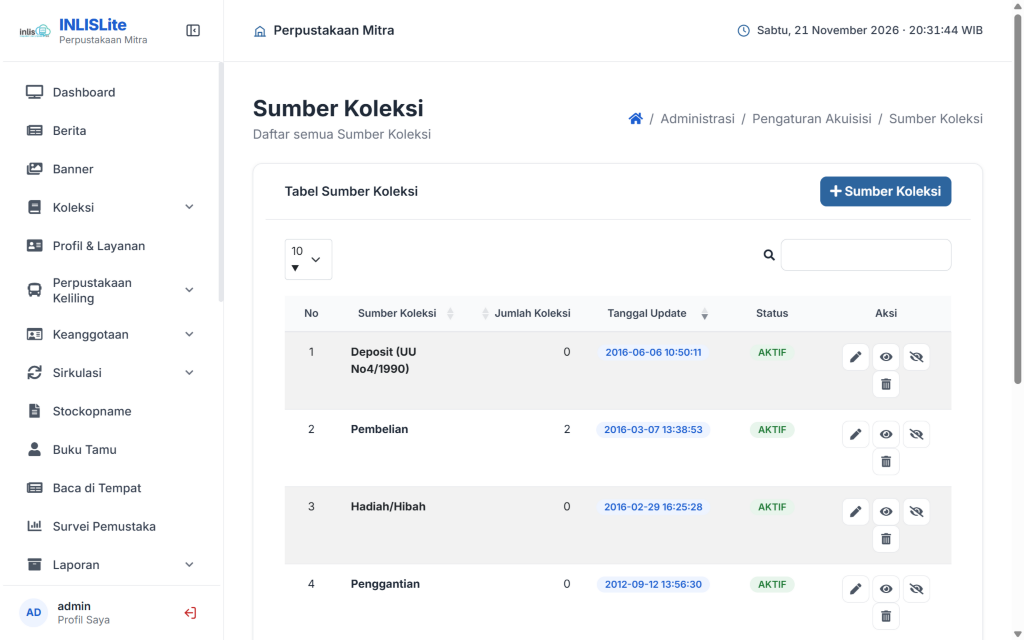 inlis
INLISLite
Perpustakaan Mitra
Perpustakaan Mitra
Sabtu, 21 November 2026 · 20:31:44 WIB
Dashboard
Berita
Banner
Koleksi
Profil & Layanan
Perpustakaan
Keliling
Keanggotaan
Sirkulasi
Stockopname
Buku Tamu
Baca di Tempat
Survei Pemustaka
Laporan
AD
admin
Profil Saya
Sumber Koleksi
Daftar semua Sumber Koleksi
/ Administrasi / Pengaturan Akuisisi / Sumber Koleksi
Tabel Sumber Koleksi
Sumber Koleksi
10
No Sumber Koleksi Jumlah Koleksi Tanggal Update Status Aksi
1 Deposit (UU 0 2016-06-06 10:50:11 AKTIF
No4/1990)
2 Pembelian 2 2016-03-07 13:38:53 AKTIF
3 Hadiah/Hibah 0 2016-02-29 16:25:28 AKTIF
4 Penggantian 0 2012-09-12 13:56:30 AKTIF